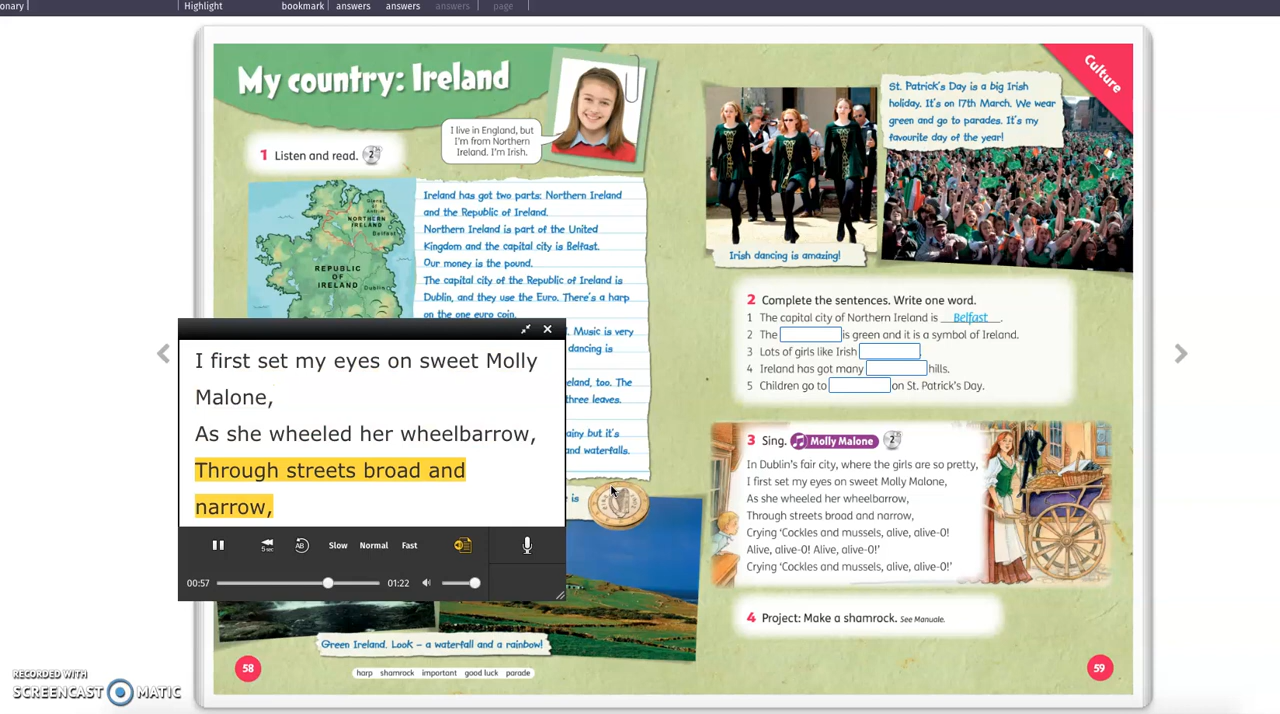 onary
Highlight
bookmark
answers
answers
answers
page
My country: Ireland
1 Listen and read. 2
I live in England, but
I'm from Northern
Ireland. I'm Irish.
NORTHERN
IRELAND
Belfast
REPUBLIC
OF
IRELAND
Dublin
Ireland has got two parts: Northern Ireland
and the Republic of Ireland.
Northern Ireland is part of the United
Kingdom and the capital city is Belfast.
Our money is the pound.
The capital city of the Republic of Ireland is
Dublin, and they use the Euro. There's a harp
on the one euro coin.
. Music is very
dancing is
eland, too. The
three leaves.
ainy but it's
and waterfalls.
is
I first set my eyes on sweet Molly
Malone,
As she wheeled her wheelbarrow,
Through streets broad and
narrow,
5sec
AB
Slow
Normal
Fast
00:57
01:22
Green Ireland. Look – a waterfall and a rainbow!
58
harp shamrock important good luck parade
Culture
St. Patrick's Day is a big Irish
holiday. It's on 17th March. We wear
green and go to parades. It's my
favourite day of the year!
Irish dancing is amazing!
2 Complete the sentences. Write one word.
1 The capital city of Northern Ireland is Belfast.
2 The is green and it is a symbol of Ireland.
3 Lots of girls like Irish .
4 Ireland has got many hills.
5 Children go to on St. Patrick's Day.
3 Sing. Molly Malone 2
In Dublin's fair city, where the girls are so pretty,
I first set my eyes on sweet Molly Malone,
As she wheeled her wheelbarrow,
Through streets broad and narrow,
Crying 'Cockles and mussels, alive, alive-O!
Alive, alive-O! Alive, alive-O!'
Crying 'Cockles and mussels, alive, alive-O!'
4 Project: Make a shamrock. See Manuale.
59
RECORDED WITH
SCREENCAST MATIC